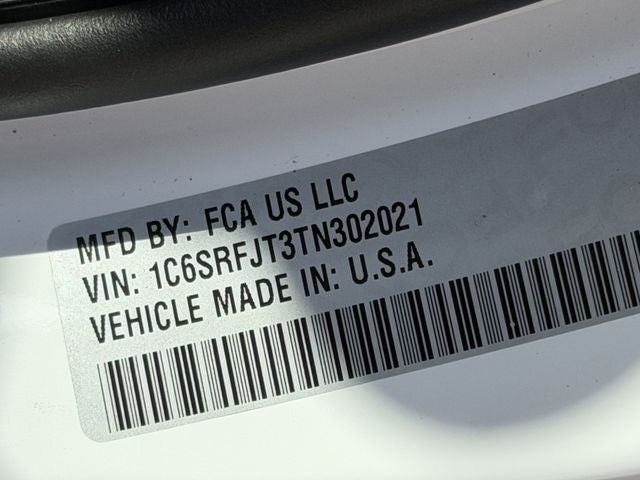 MFD BY: FCA US LLC
VIN: 1C6SRFJT3TN302021
VEHICLE MADE IN: U.S.A.